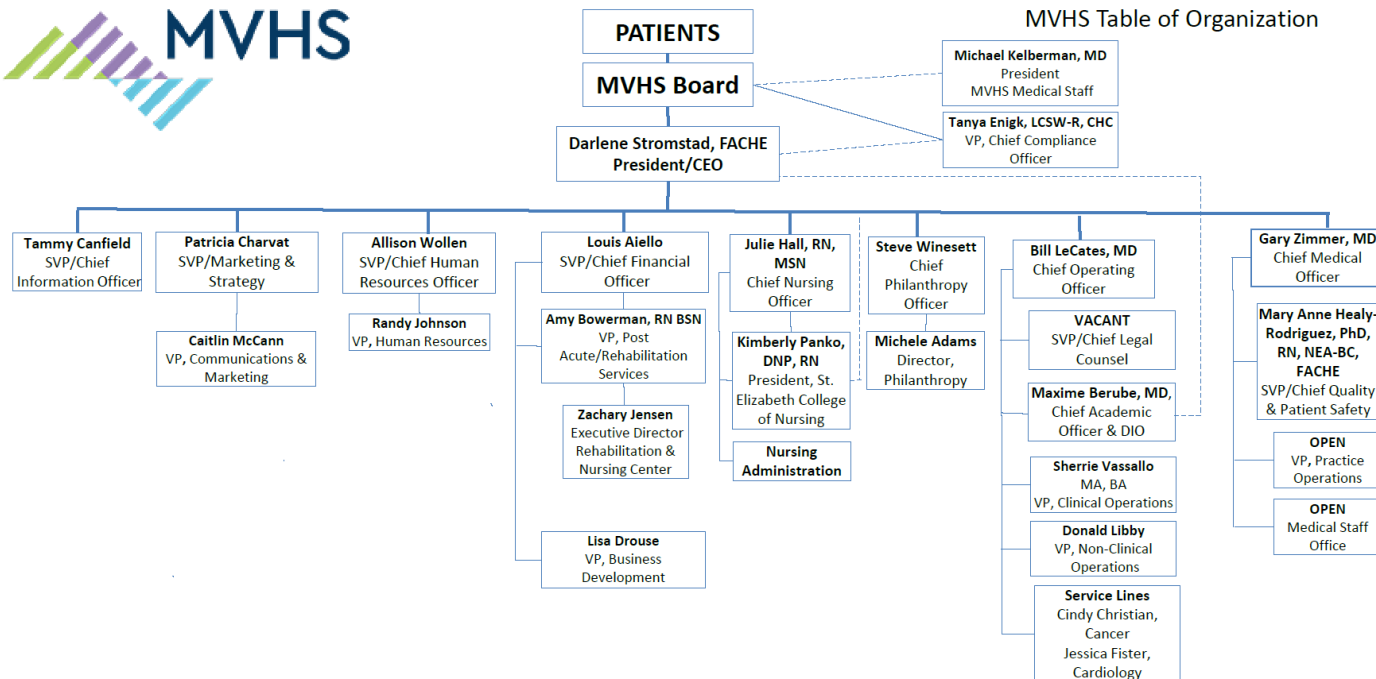 MVHS
MVHS Table of Organization
PATIENTS
MVHS Board
Darlene Stromstad, FACHE
President/CEO
Michael Kelberman, MD
President
MVHS Medical Staff
Tanya Enigk, LCSW-R, CHC
VP, Chief Compliance
Officer
Tammy Canfield
SVP/Chief
Information Officer
Patricia Charvat
SVP/Marketing &
Strategy
Caitlin McCann
VP, Communications &
Marketing
Allison Wollen
SVP/Chief Human
Resources Officer
Randy Johnson
VP, Human Resources
Louis Aiello
SVP/Chief Financial
Officer
Amy Bowerman, RN BSN
VP, Post
Acute/Rehabilitation
Services
Zachary Jensen
Executive Director
Rehabilitation &
Nursing Center
Lisa Drouse
VP, Business
Development
Julie Hall, RN,
MSN
Chief Nursing
Officer
Kimberly Panko,
DNP, RN
President, St.
Elizabeth College
of Nursing
Nursing
Administration
Steve Winesett
Chief
Philanthropy
Officer
Michele Adams
Director,
Philanthropy
Bill LeCates, MD
Chief Operating
Officer
VACANT
SVP/Chief Legal
Counsel
Maxime Berube, MD,
Chief Academic
Officer & DIO
Sherrie Vassallo
MA, BA
VP, Clinical Operations
Donald Libby
VP, Non-Clinical
Operations
Service Lines
Cindy Christian,
Cancer
Jessica Fister,
Cardiology
Gary Zimmer, MD
Chief Medical
Officer
Mary Anne Healy-
Rodriguez, PhD,
RN, NEA-BC,
FACHE
SVP/Chief Quality
& Patient Safety
OPEN
VP, Practice
Operations
OPEN
Medical Staff
Office